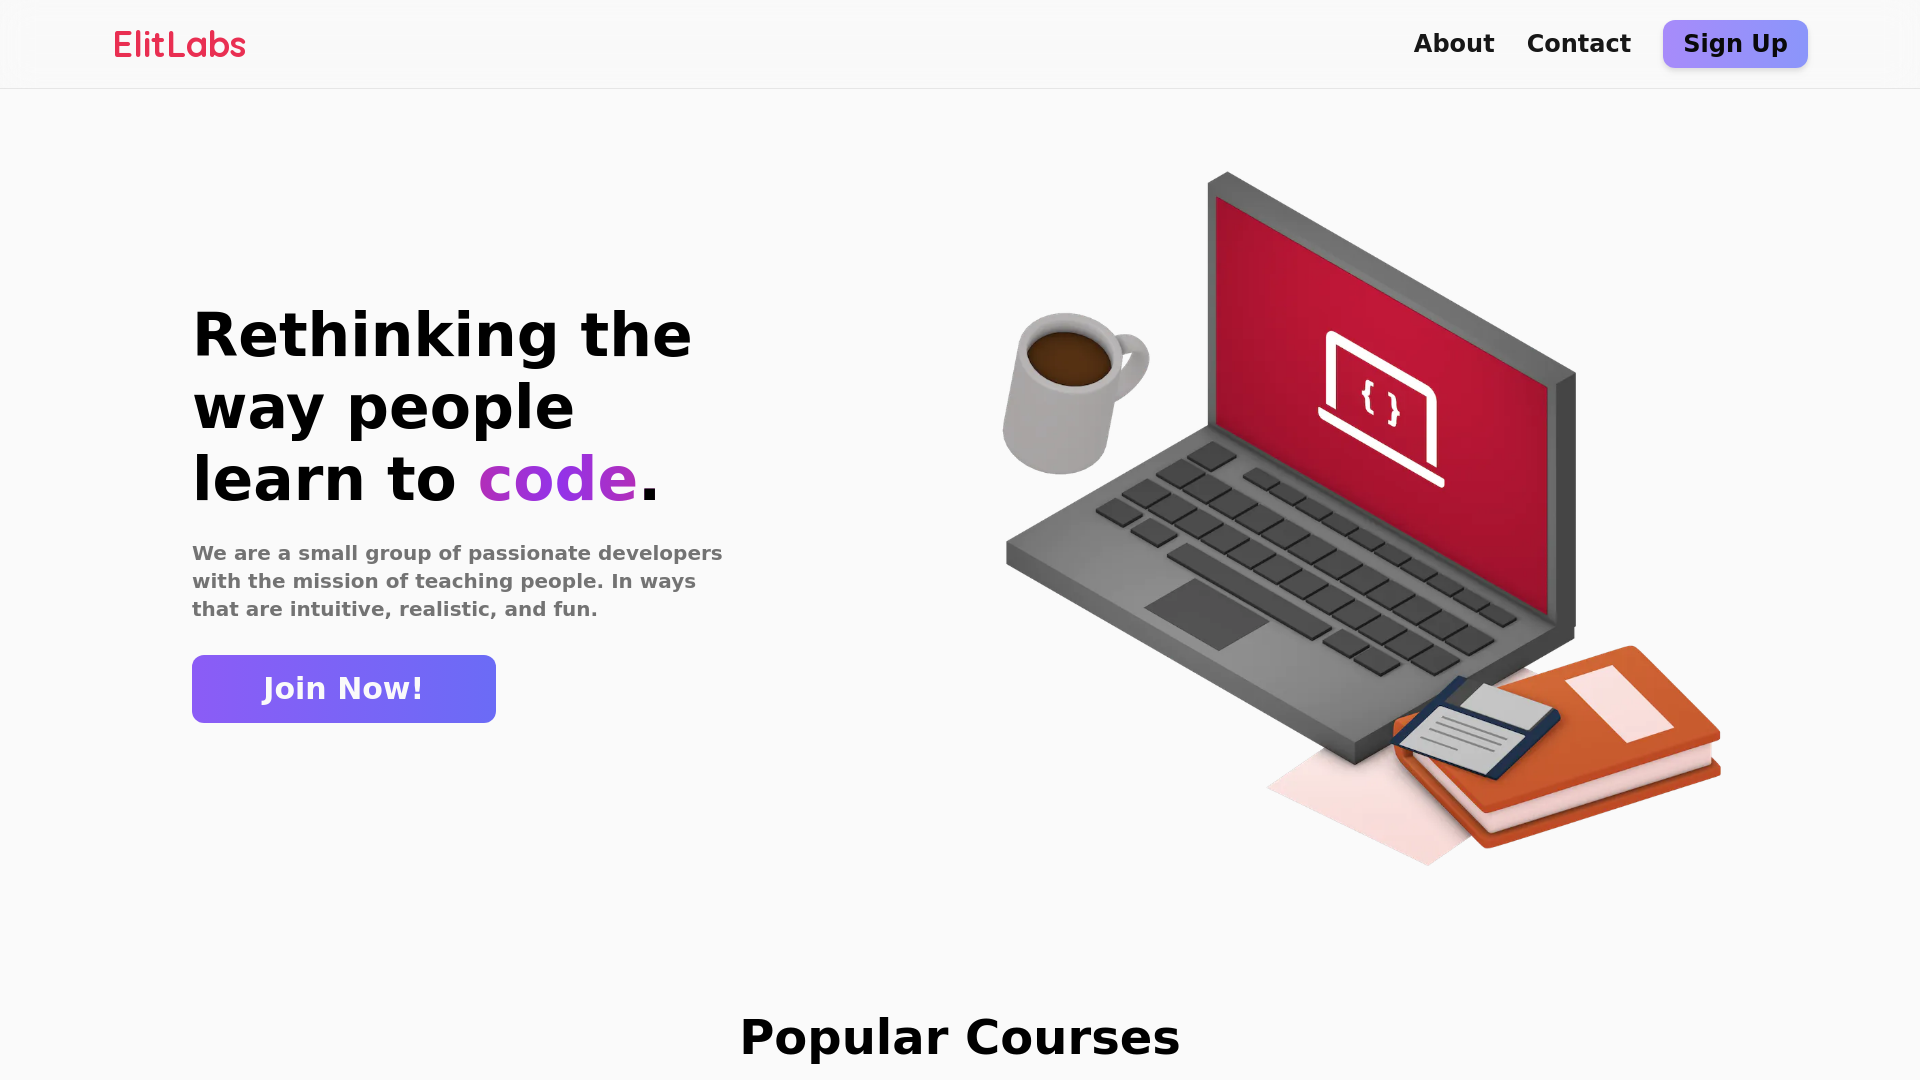 ElitLabs
About
Contact
Sign Up
Rethinking the
way people
learn to code.
We are a small group of passionate developers
with the mission of teaching people. In ways
that are intuitive, realistic, and fun.
Join Now!
{ }
Popular Courses